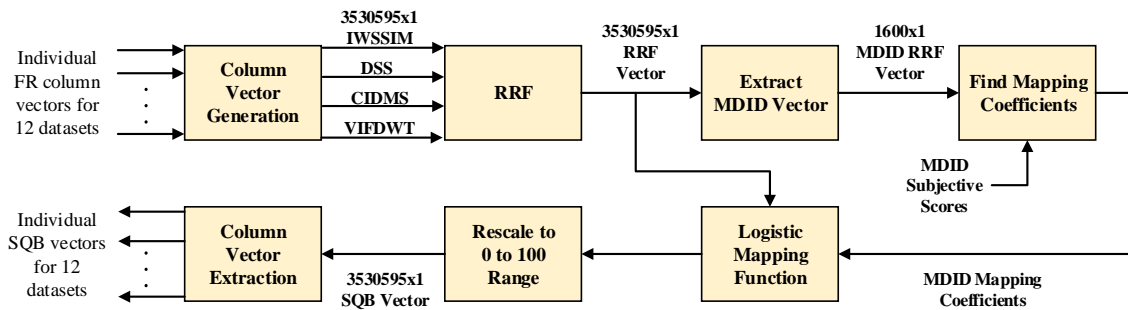 Individual
FR column
vectors for
12 datasets
Column
Vector
Generation
3530595x1
IWSSIM
DSS
CIDMS
VIFDWT
RRF
3530595x1
RRF
Vector
Extract
MDID Vector
1600x1
MDID RRF
Vector
Find Mapping
Coefficients
MDID
Subjective
Scores
Individual
SQB vectors
for 12
datasets
Column
Vector
Extraction
3530595x1
SQB Vector
Rescale to
0 to 100
Range
Logistic
Mapping
Function
MDID Mapping
Coefficients